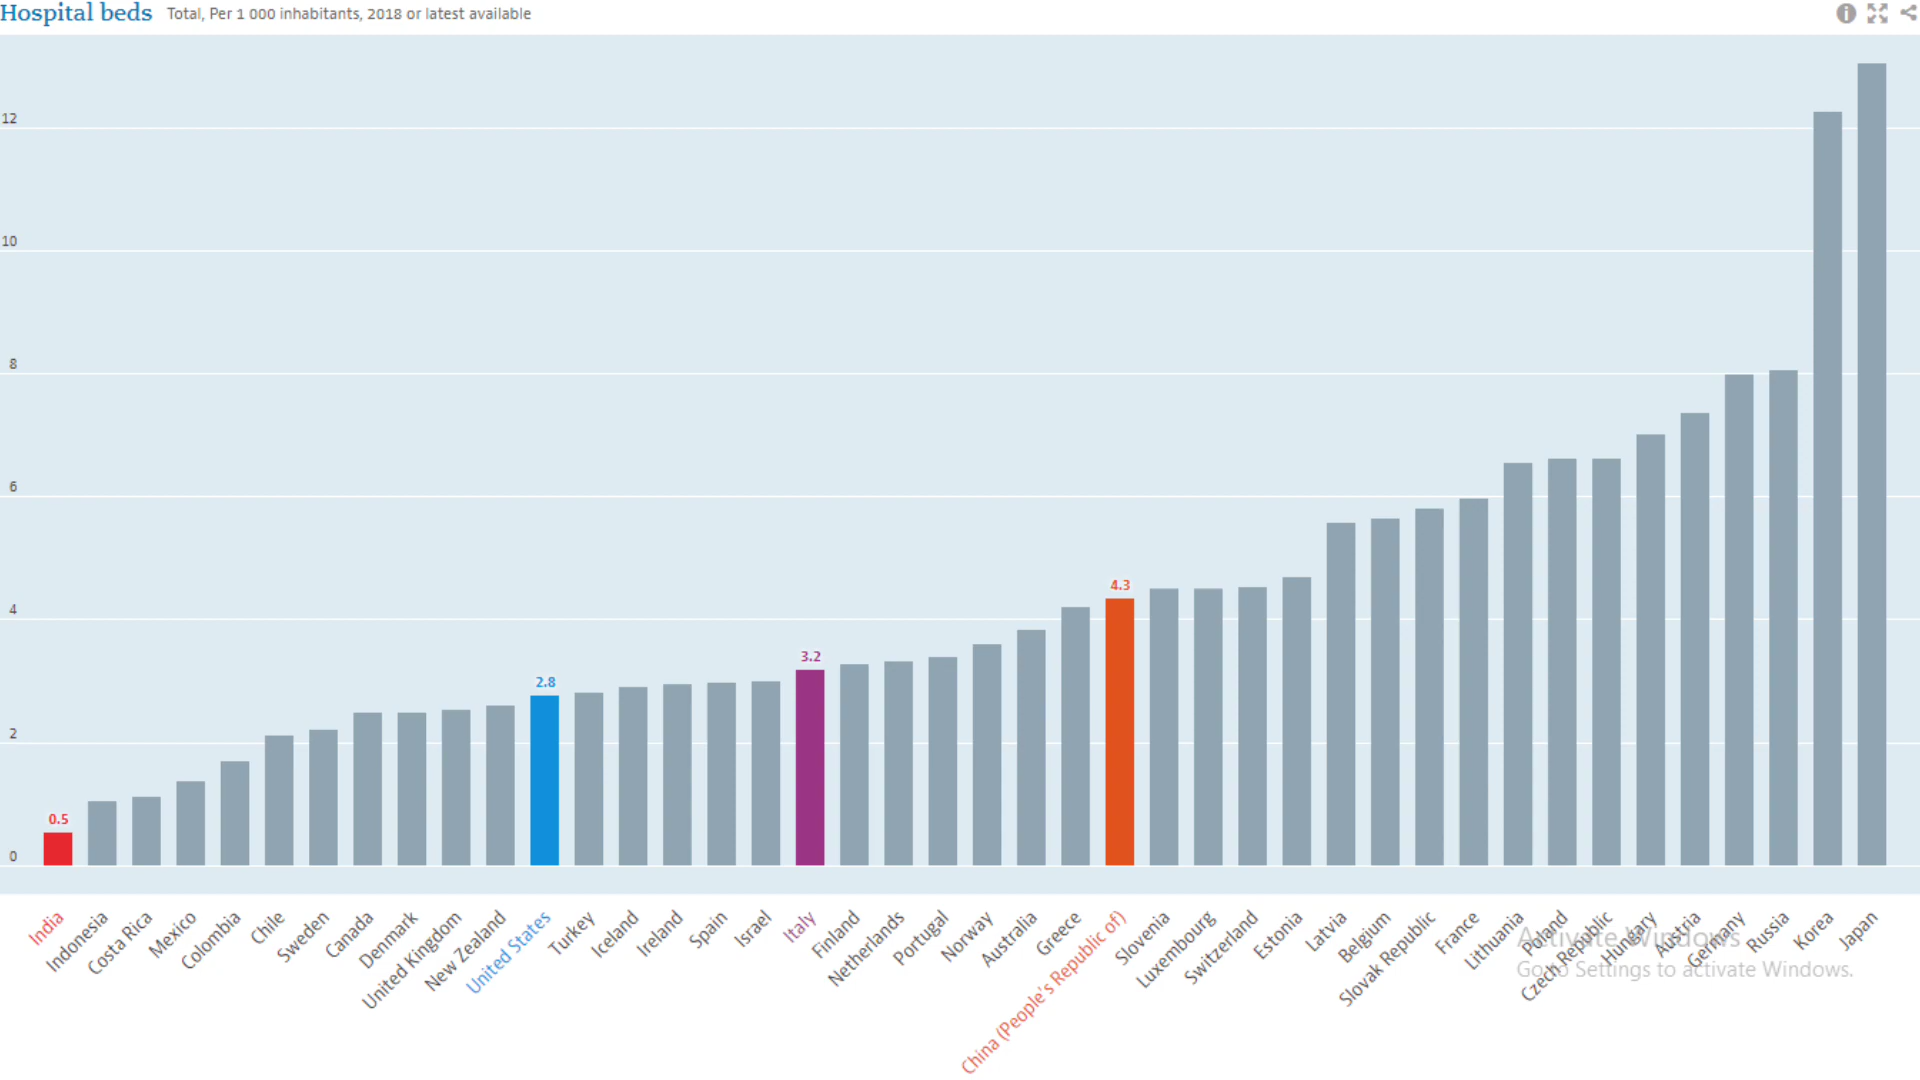 Hospital beds Total, Per 1 000 inhabitants, 2018 or latest available
12
10
8
6
4
2
0
0.5
2.8
3.2
4.3
India
Indonesia
Costa Rica
Mexico
Colombia
Chile
Sweden
Canada
Denmark
United Kingdom
New Zealand
United States
Turkey
Iceland
Ireland
Spain
Israel
Italy
Finland
Netherlands
Portugal
Norway
Australia
Greece
China (People's Republic of)
Slovenia
Luxembourg
Switzerland
Estonia
Latvia
Belgium
Slovak Republic
France
Lithuania
Poland
Czech Republic
Hungary
Austria
Germany
Russia
Korea
Japan
Activate Windows
Go to Settings to activate Windows.